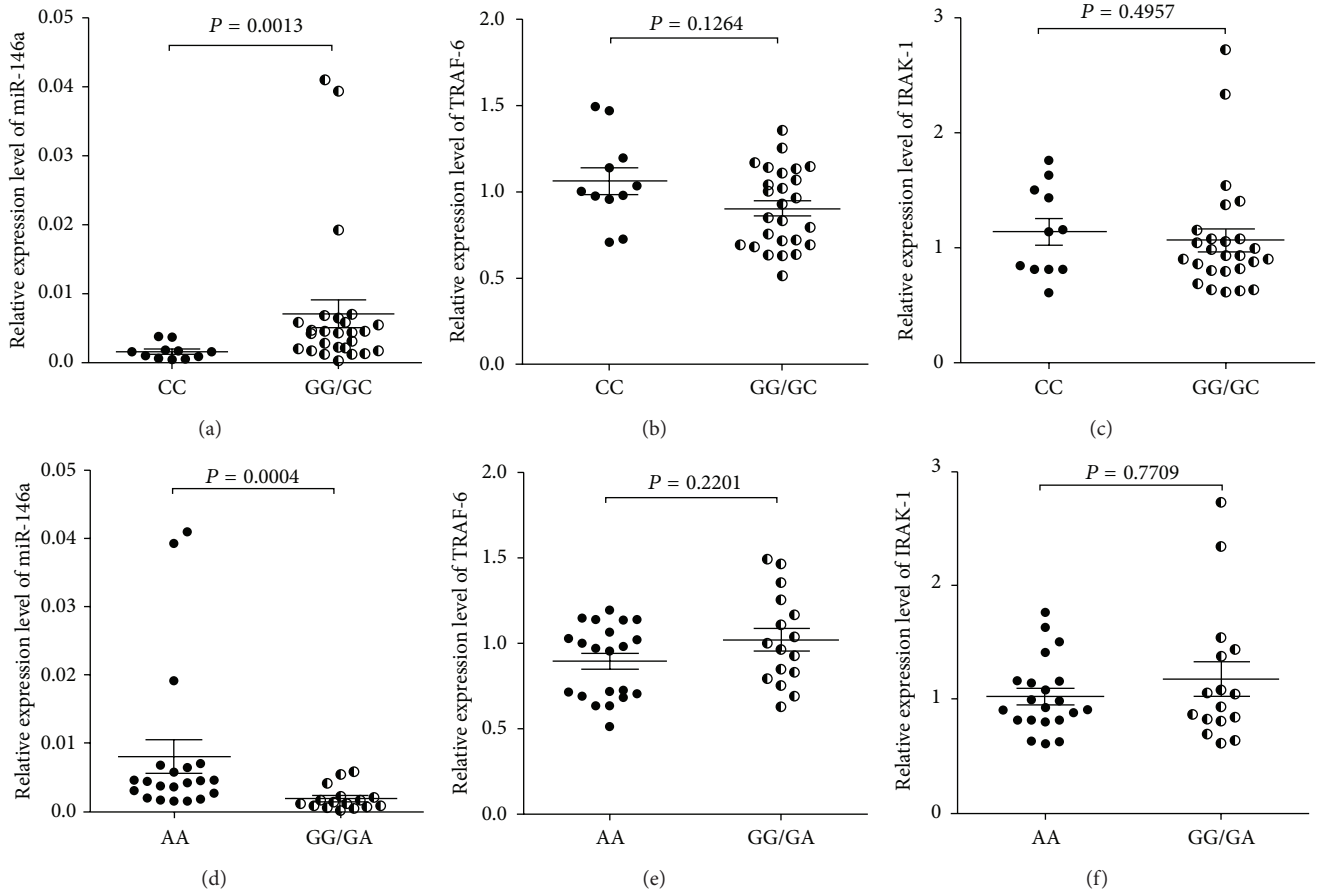 P = 0.0013
Relative expression level of miR-146a
0.05
0.04
0.03
0.02
0.01
0.0
CC
GG/GC
(a)
P = 0.1264
Relative expression level of TRAF-6
2.0
1.5
1.0
0.5
0.0
CC
GG/GC
(b)
P = 0.4957
Relative expression level of IRAK-1
3
2
1
0
CC
GG/GC
(c)
P = 0.0004
Relative expression level of miR-146a
0.05
0.04
0.03
0.02
0.01
0.0
AA
GG/GA
(d)
P = 0.2201
Relative expression level of TRAF-6
2.0
1.5
1.0
0.5
0.0
AA
GG/GA
(e)
P = 0.7709
Relative expression level of IRAK-1
3
2
1
0
AA
GG/GA
(f)